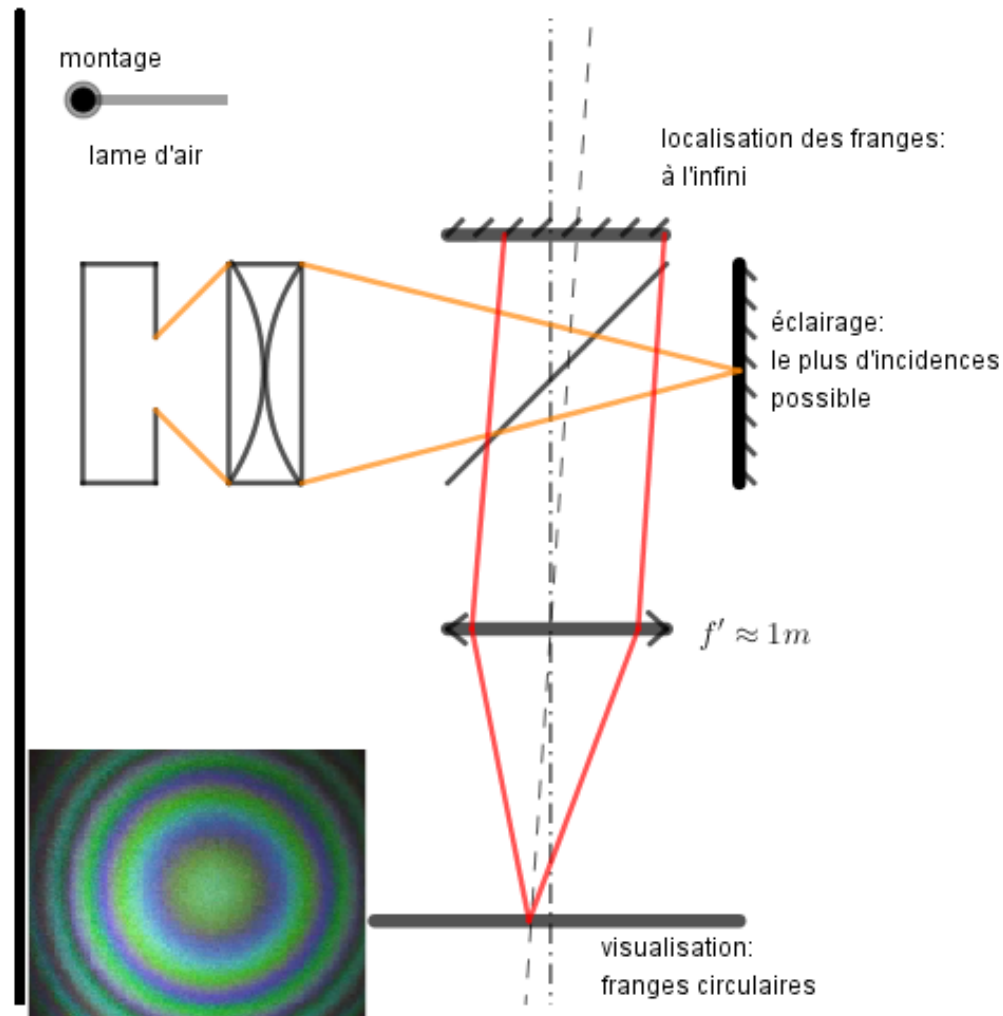 montage
lame d'air
localisation des franges:
à l'infini
éclairage:
le plus d'incidences
possible
f' ≈ 1m
visualisation:
franges circulaires